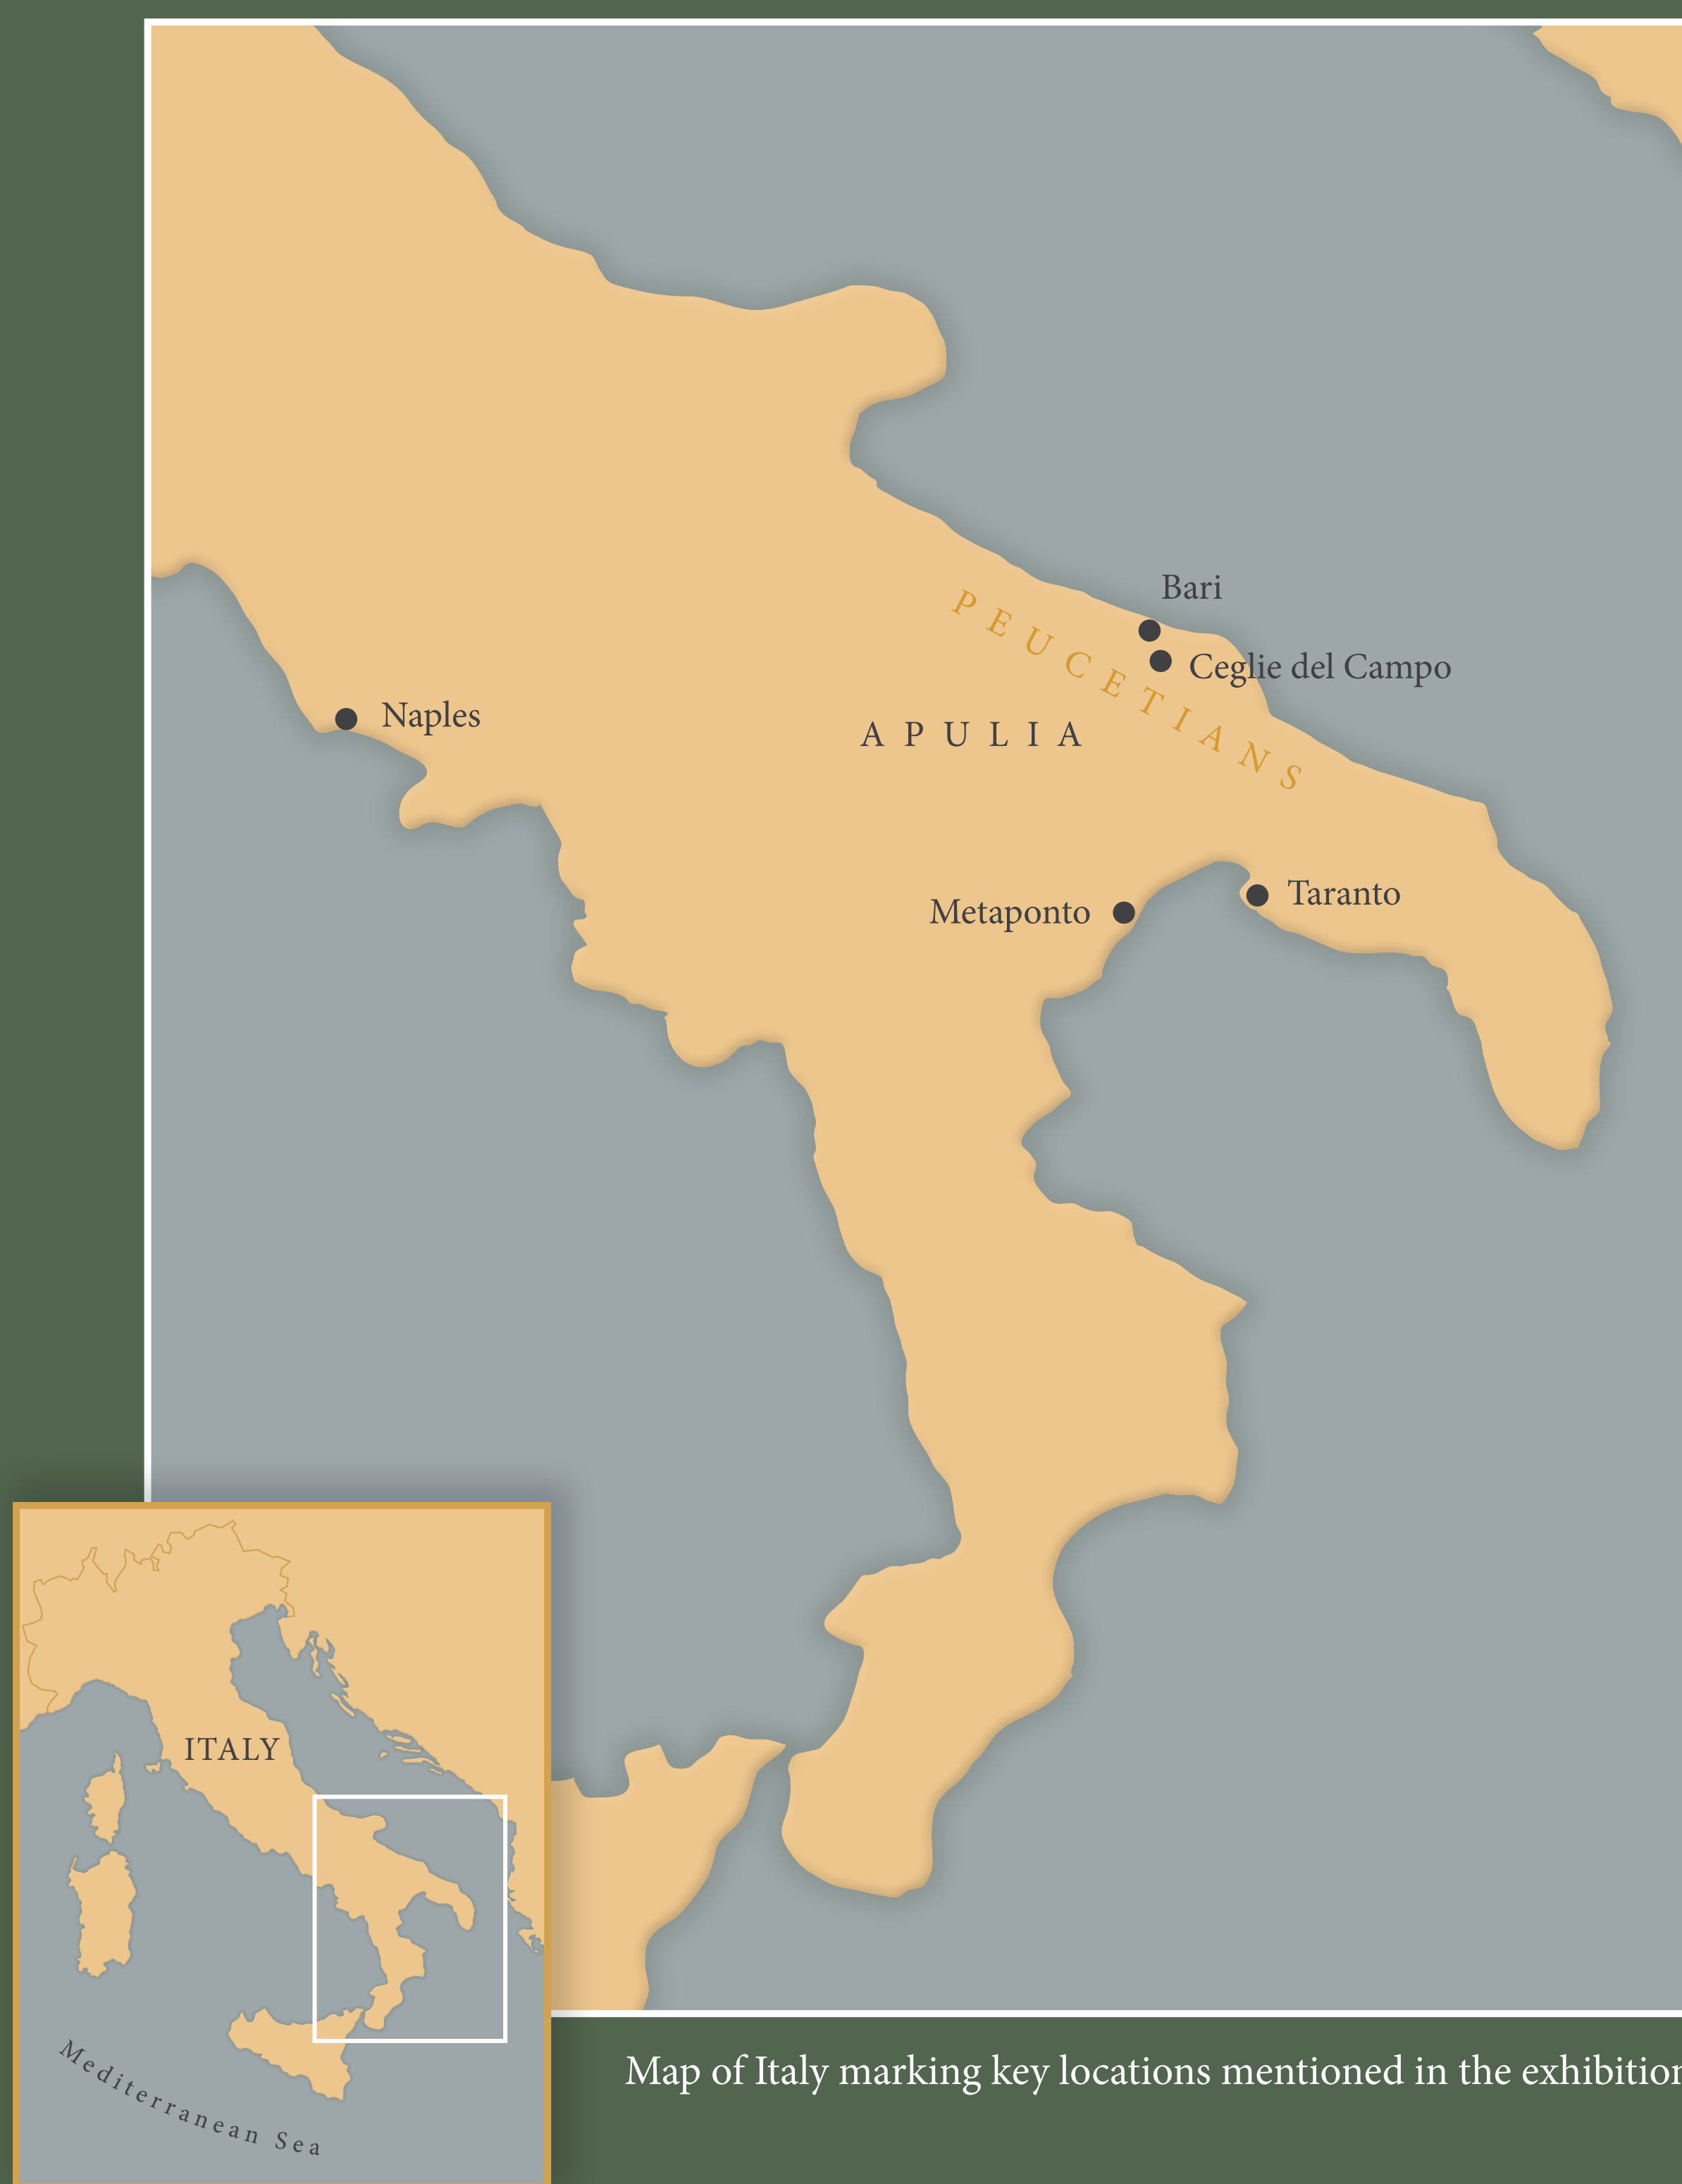 Bari
PEUCETIANS
Ceglie del Campo
Naples
APULIA
Taranto
Metaponto
ITALY
Mediterranean Sea
Map of Italy marking key locations mentioned in the exhibition